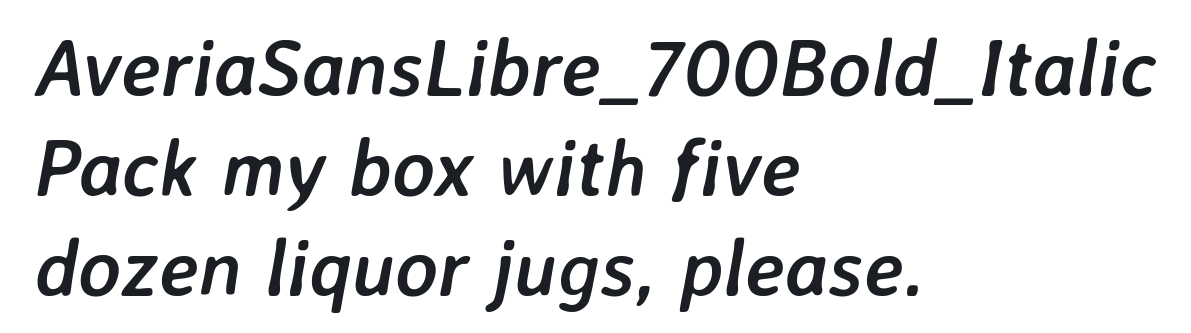 AveriaSansLibre_700Bold_Italic
Pack my box with five
dozen liquor jugs, please.